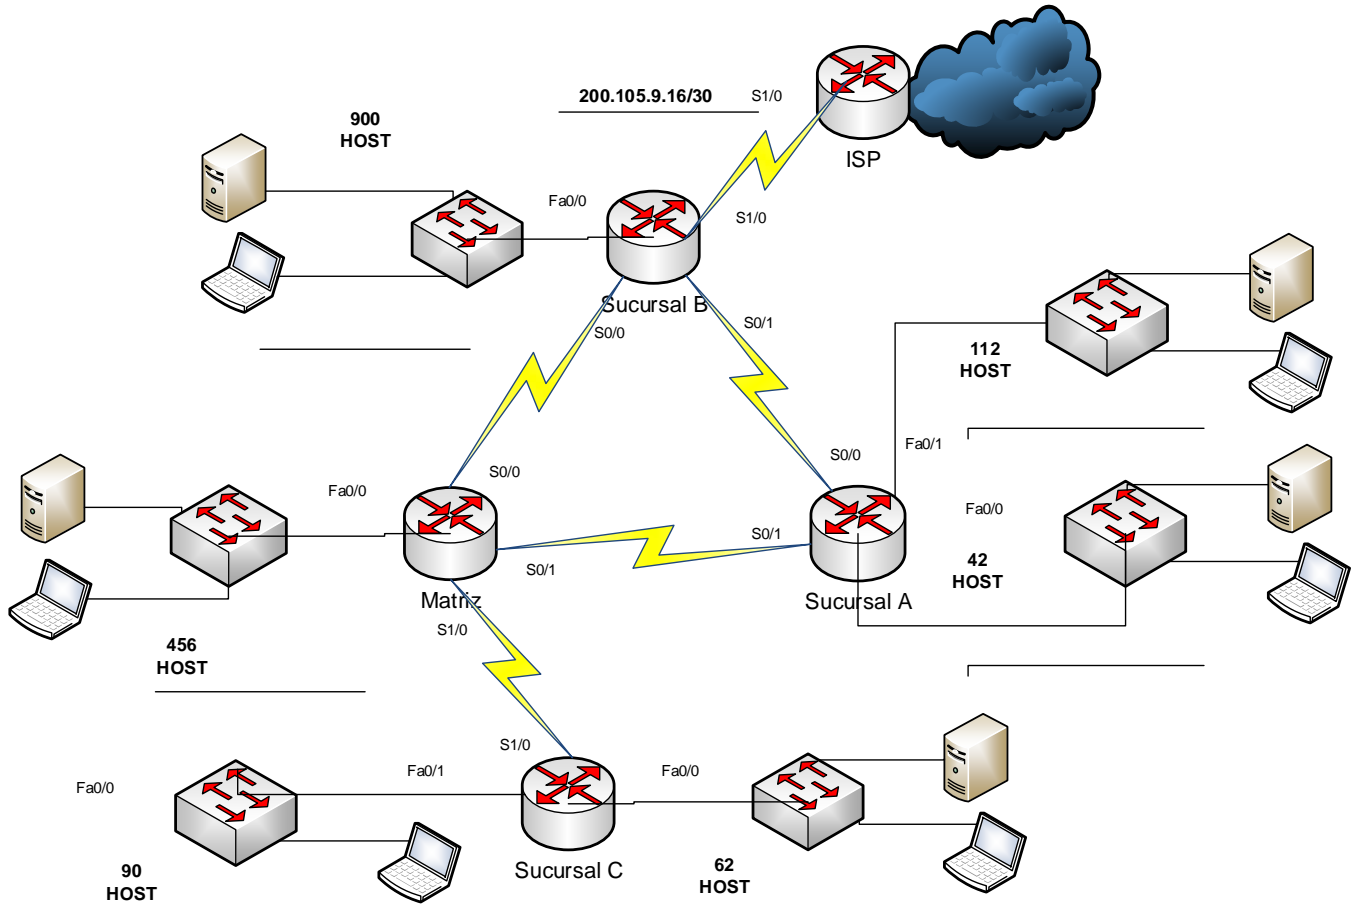 200.105.9.16/30
S1/0
900
HOST
ISP
Fa0/0
S1/0
Sucursal B
S0/0
S0/1
112
HOST
Fa0/1
S0/0
S0/0
Fa0/0
Fa0/0
S0/1
S0/1
42
HOST
Matriz
Sucursal A
S1/0
456
HOST
S1/0
Fa0/1
Fa0/0
Fa0/0
90
HOST
Sucursal C
62
HOST